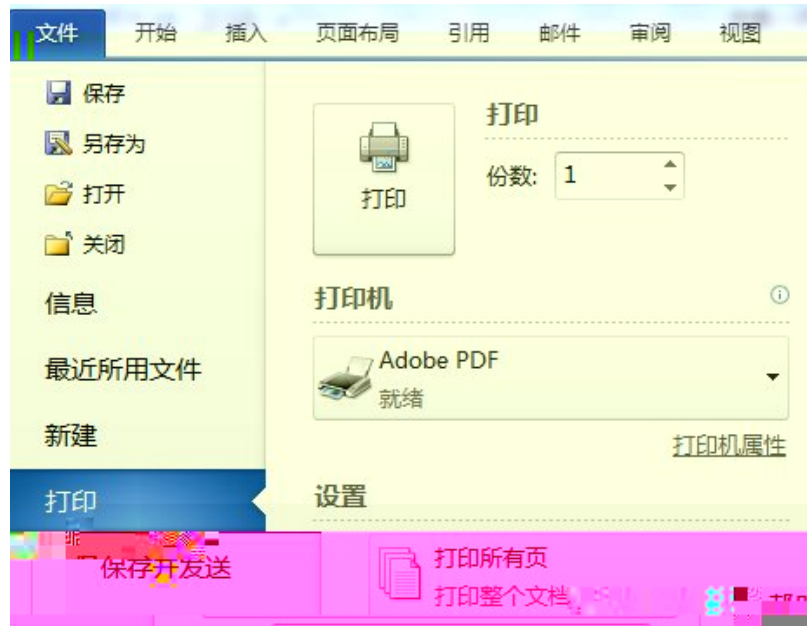 文件 开始 插入 页面布局 引用 邮件 审阅 视图
保存
另存为
打开
关闭
信息
最近所用文件
新建
打印
保存并发送
打印
打印
份数: 1
打印机
Adobe PDF
就绪
打印机属性
设置
打印所有页
打印整个文档